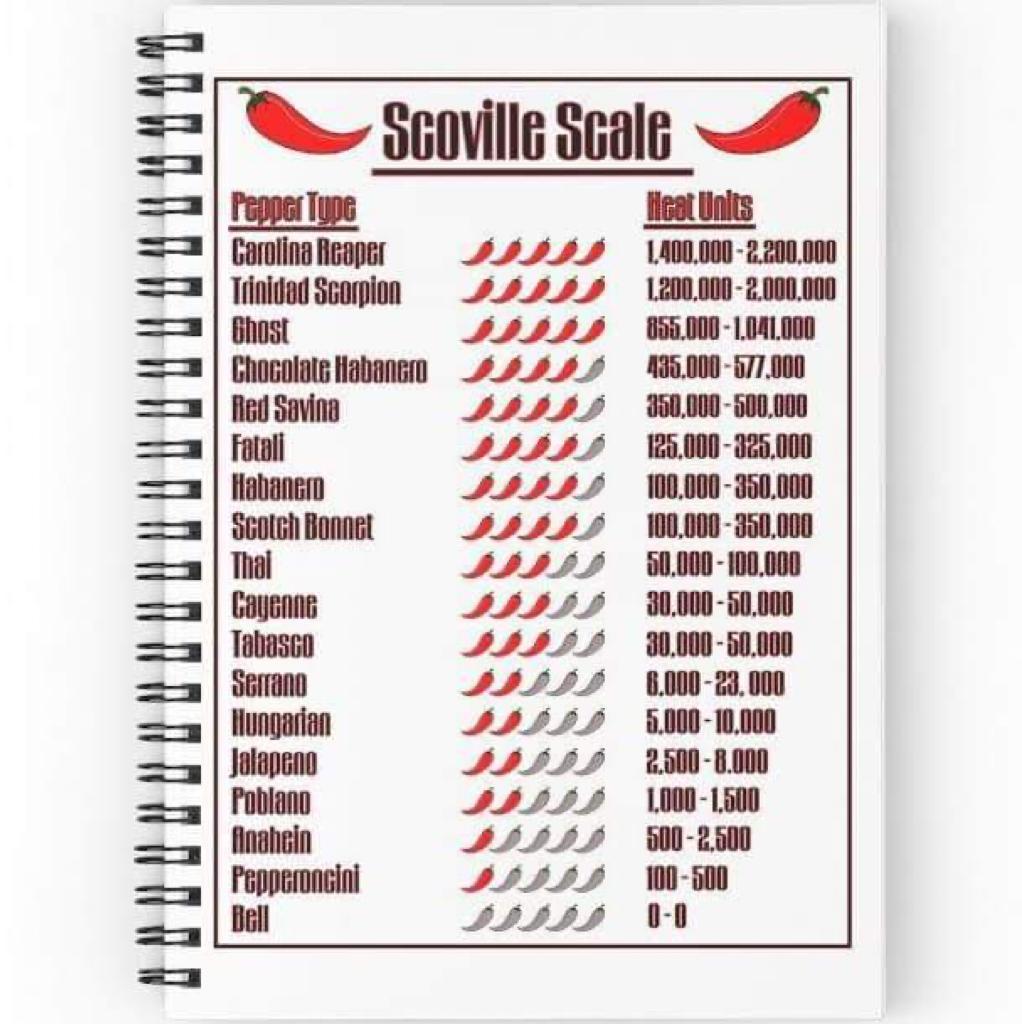 Scoville Scale
Pepper Type Heat Units
Carolina Reaper 1,400,000 - 2,200,000
Trinidad Scorpion 1,200,000 - 2,000,000
Ghost 855,000 - 1,041,000
Chocolate Habanero 435,000 - 577,000
Red Savina 350,000 - 500,000
Fatali 125,000 - 325,000
Habanero 100,000 - 350,000
Scotch Bonnet 100,000 - 350,000
Thai 50,000 - 100,000
Cayenne 30,000 - 50,000
Tabasco 30,000 - 50,000
Serrano 6,000 - 23, 000
Hungarian 5,000 - 10,000
Jalapeno 2,500 - 8,000
Poblano 1,000 - 1,500
Anahein 500 - 2,500
Pepperoncini 100 - 500
Bell 0 - 0